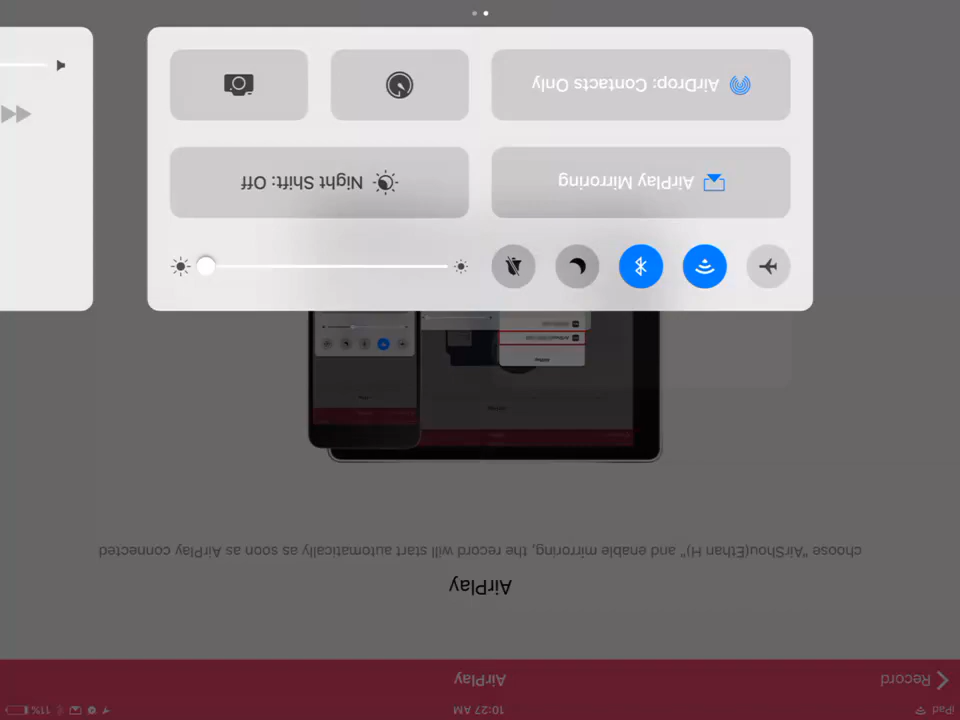 iPad 10:27 AM 11%
Record AirPlay
AirPlay
choose "AirShou(Ethan H)" and enable mirroring, the record will start automatically as soon as AirPlay connected
AirPlay Mirroring Night Shift: Off
AirDrop: Contacts Only